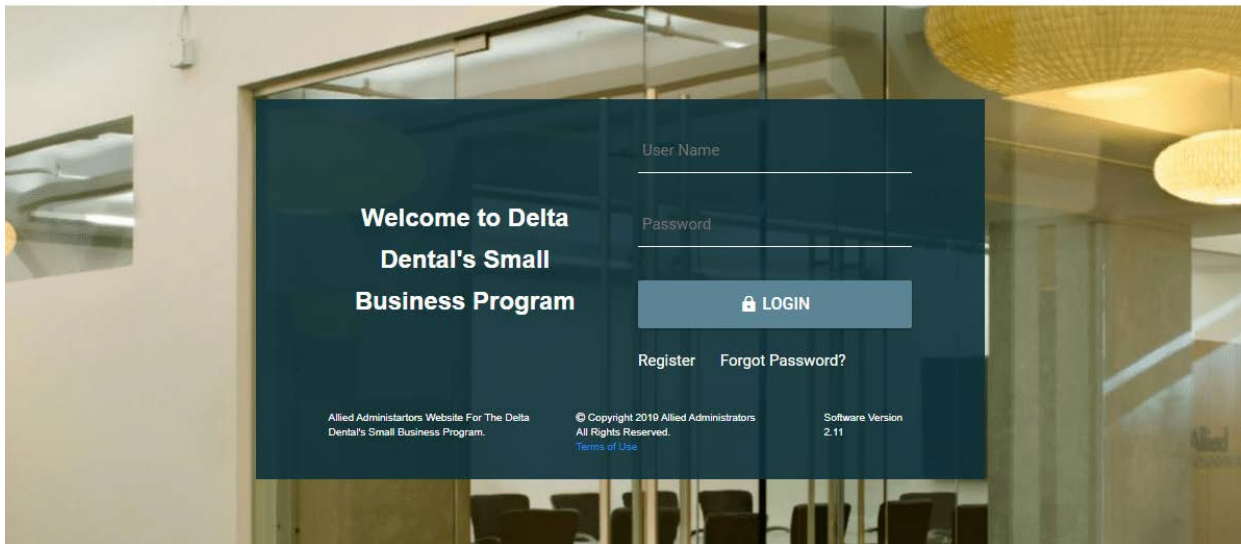 User Name
Password
Welcome to Delta
Dental's Small
Business Program
LOGIN
Register Forgot Password?
Allied Administartors Website For The Delta
Dental's Small Business Program.
© Copyright 2019 Allied Administrators
All Rights Reserved.
Terms of Use
Software Version
2.11
Allied